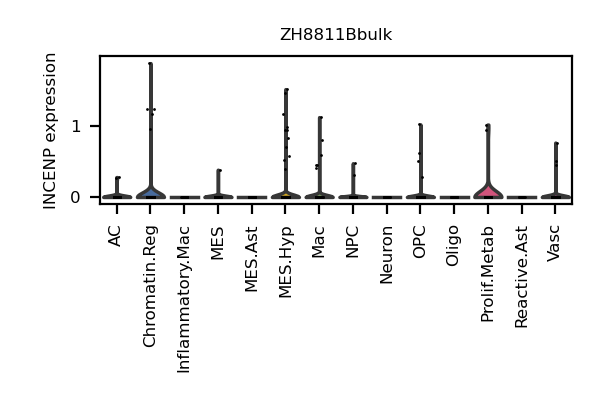 ZH8811Bbulk
INCENP expression
1
0
AC
Chromatin.Reg
Inflammatory.Mac
MES
MES.Ast
MES.Hyp
Mac
NPC
Neuron
OPC
Oligo
Prolif.Metab
Reactive.Ast
Vasc